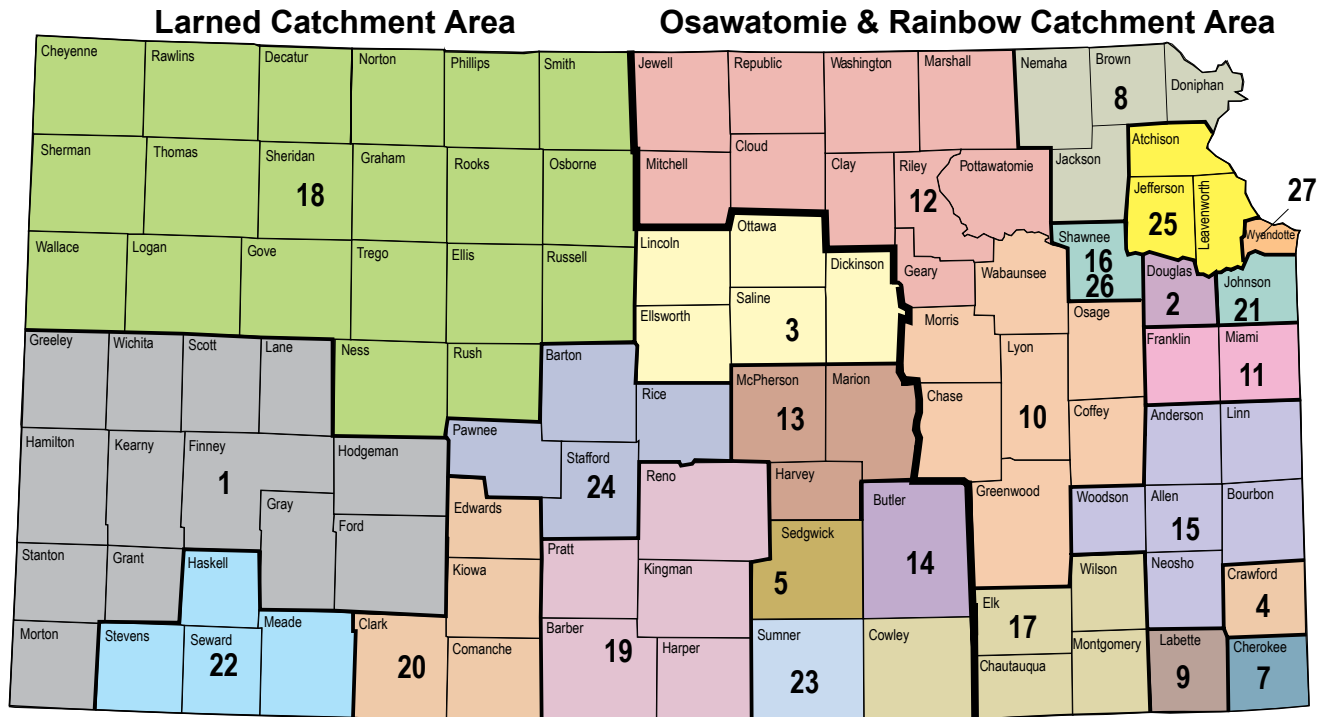 Larned Catchment Area
Osawatomie & Rainbow Catchment Area
Cheyenne
Rawlins
Decatur
Norton
Phillips
Smith
Jewell
Republic
Washington
Marshall
Nemaha
Brown
8
Doniphan
Sherman
Thomas
Sheridan
18
Graham
Rooks
Osborne
Mitchell
Cloud
Clay
Riley
12
Pottawatomie
Jackson
Atchison
Jefferson
25
Leavenworth
27
Wyandotte
Wallace
Logan
Gove
Trego
Ellis
Russell
Lincoln
Ottawa
Dickinson
Geary
Wabaunsee
Shawnee
16
26
Douglas
2
Johnson
21
Ellsworth
Saline
3
Morris
Lyon
10
Osage
Franklin
Miami
11
Greeley
Wichita
Scott
Lane
Ness
Rush
Barton
Rice
McPherson
13
Marion
Chase
Coffey
Anderson
Linn
Hamilton
Kearny
Finney
1
Hodgeman
Pawnee
Stafford
24
Reno
Harvey
Butler
14
Greenwood
Woodson
Allen
15
Bourbon
Gray
Ford
Edwards
Sedgwick
5
Stanton
Grant
Haskell
Kiowa
Pratt
Kingman
Wilson
Neosho
Crawford
4
Morton
Stevens
Seward
22
Meade
Clark
20
Comanche
Barber
19
Harper
Sumner
23
Cowley
Elk
17
Chautauqua
Montgomery
Labette
9
Cherokee
7